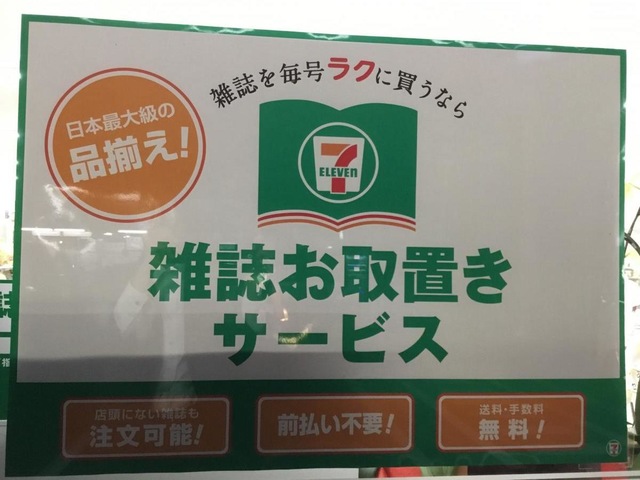 雑誌を毎号ラクに買うなら
日本最大級の
品揃え!
7
ELEVEn
雑誌お取置き
サービス
店頭にない雑誌も
注文可能!
前払い不要!
送料・手数料
無料!